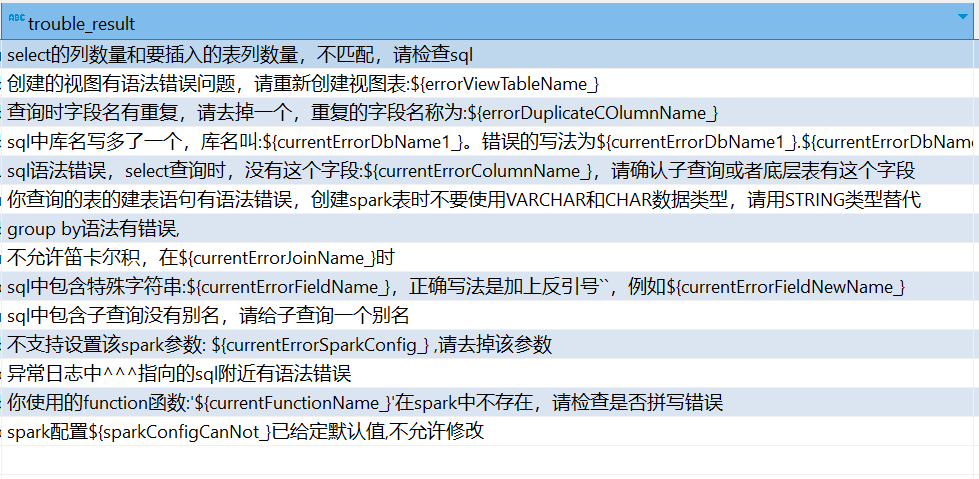 ABC trouble_result
select的列数量和要插入的表列数量，不匹配，请检查sql
创建的视图有语法错误问题，请重新创建视图表:${errorViewTableName_}
查询时字段名有重复，请去掉一个，重复的字段名称为:${errorDuplicateCOlumnName_}
sql中库名写多了一个，库名叫:${currentErrorDbName1_}。错误的写法为${currentErrorDbName1_}.${currentErrorDbName
sql语法错误，select查询时，没有这个字段:${currentErrorColumnName_}，请确认子查询或者底层表有这个字段
你查询的表的建表语句有语法错误，创建spark表时不要使用VARCHAR和CHAR数据类型，请用STRING类型替代
group by语法有错误,
不允许笛卡尔积，在${currentErrorJoinName_}时
sql中包含特殊字符串:${currentErrorFieldName_}，正确写法是加上反引号``，例如${currentErrorFieldNewName_}
sql中包含子查询没有别名，请给子查询一个别名
不支持设置该spark参数: ${currentErrorSparkConfig_} ,请去掉该参数
异常日志中^^^指向的sql附近有语法错误
你使用的function函数:'${currentFunctionName_}'在spark中不存在，请检查是否拼写错误
spark配置${sparkConfigCanNot_}已给定默认值,不允许修改